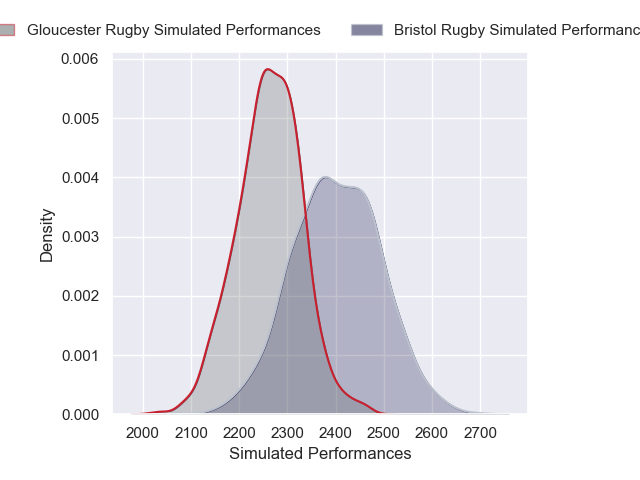 Gloucester Rugby Simulated Performances
Bristol Rugby Simulated
0.006
0.005
0.004
0.003
0.002
0.001
0.000
Density
2000 2100 2200 2300 2400 2500 2600 2700
Simulated Performances